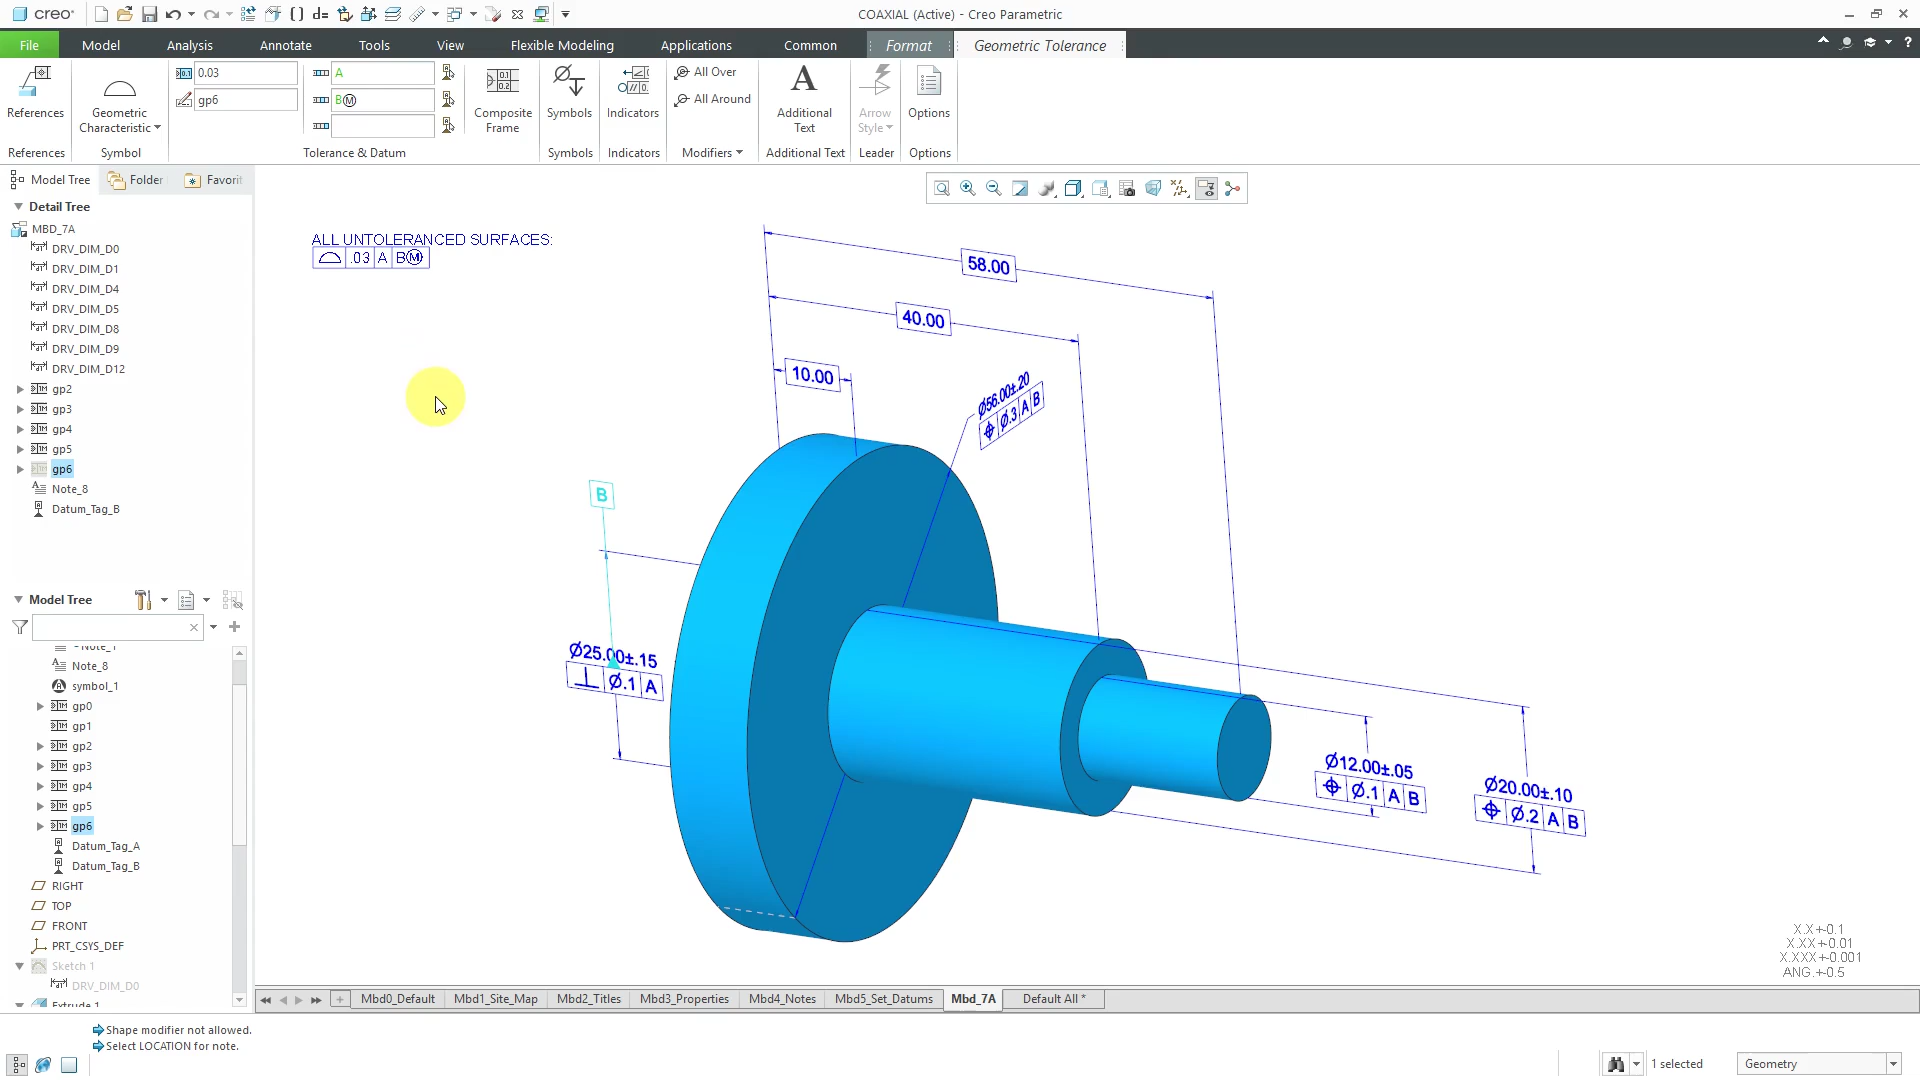 creo
COAXIAL (Active) - Creo Parametric
File Model Analysis Annotate Tools View Flexible Modeling Applications Common Format Geometric Tolerance
References
References
Geometric
Characteristic
Symbol
0.03
gp6
A
BⓂ
Tolerance & Datum
Composite
Frame
Symbols
Symbols
Indicators
Indicators
All Over
All Around
Modifiers
Additional
Text
Additional Text
Arrow
Style
Leader
Options
Options
Model Tree Folder Favorit
Detail Tree
MBD_7A
DRV_DIM_D0
DRV_DIM_D1
DRV_DIM_D4
DRV_DIM_D5
DRV_DIM_D8
DRV_DIM_D9
DRV_DIM_D12
gp2
gp3
gp4
gp5
gp6
Note_8
Datum_Tag_B
Model Tree
Note_1
Note_8
symbol_1
gp0
gp1
gp2
gp3
gp4
gp5
gp6
Datum_Tag_A
Datum_Tag_B
RIGHT
TOP
FRONT
PRT_CSYS_DEF
Sketch 1
DRV_DIM_D0
Extrude 1
ALL UNTOLERANCED SURFACES:
⌓ .03 A BⓂ
58.00
40.00
10.00
Ø56.00±.20
⌖ Ø.3 A B
B
Ø25.00±.15
⊥ Ø.1 A
Ø12.00±.05
⌖ Ø.1 A B
Ø20.00±.10
⌖ Ø.2 A B
X.X+-0.1
X.XX+-0.01
X.XXX+-0.001
ANG.+-0.5
Mbd0_Default Mbd1_Site_Map Mbd2_Titles Mbd3_Properties Mbd4_Notes Mbd5_Set_Datums Mbd_7A Default All *
Shape modifier not allowed.
Select LOCATION for note.
1 selected
Geometry